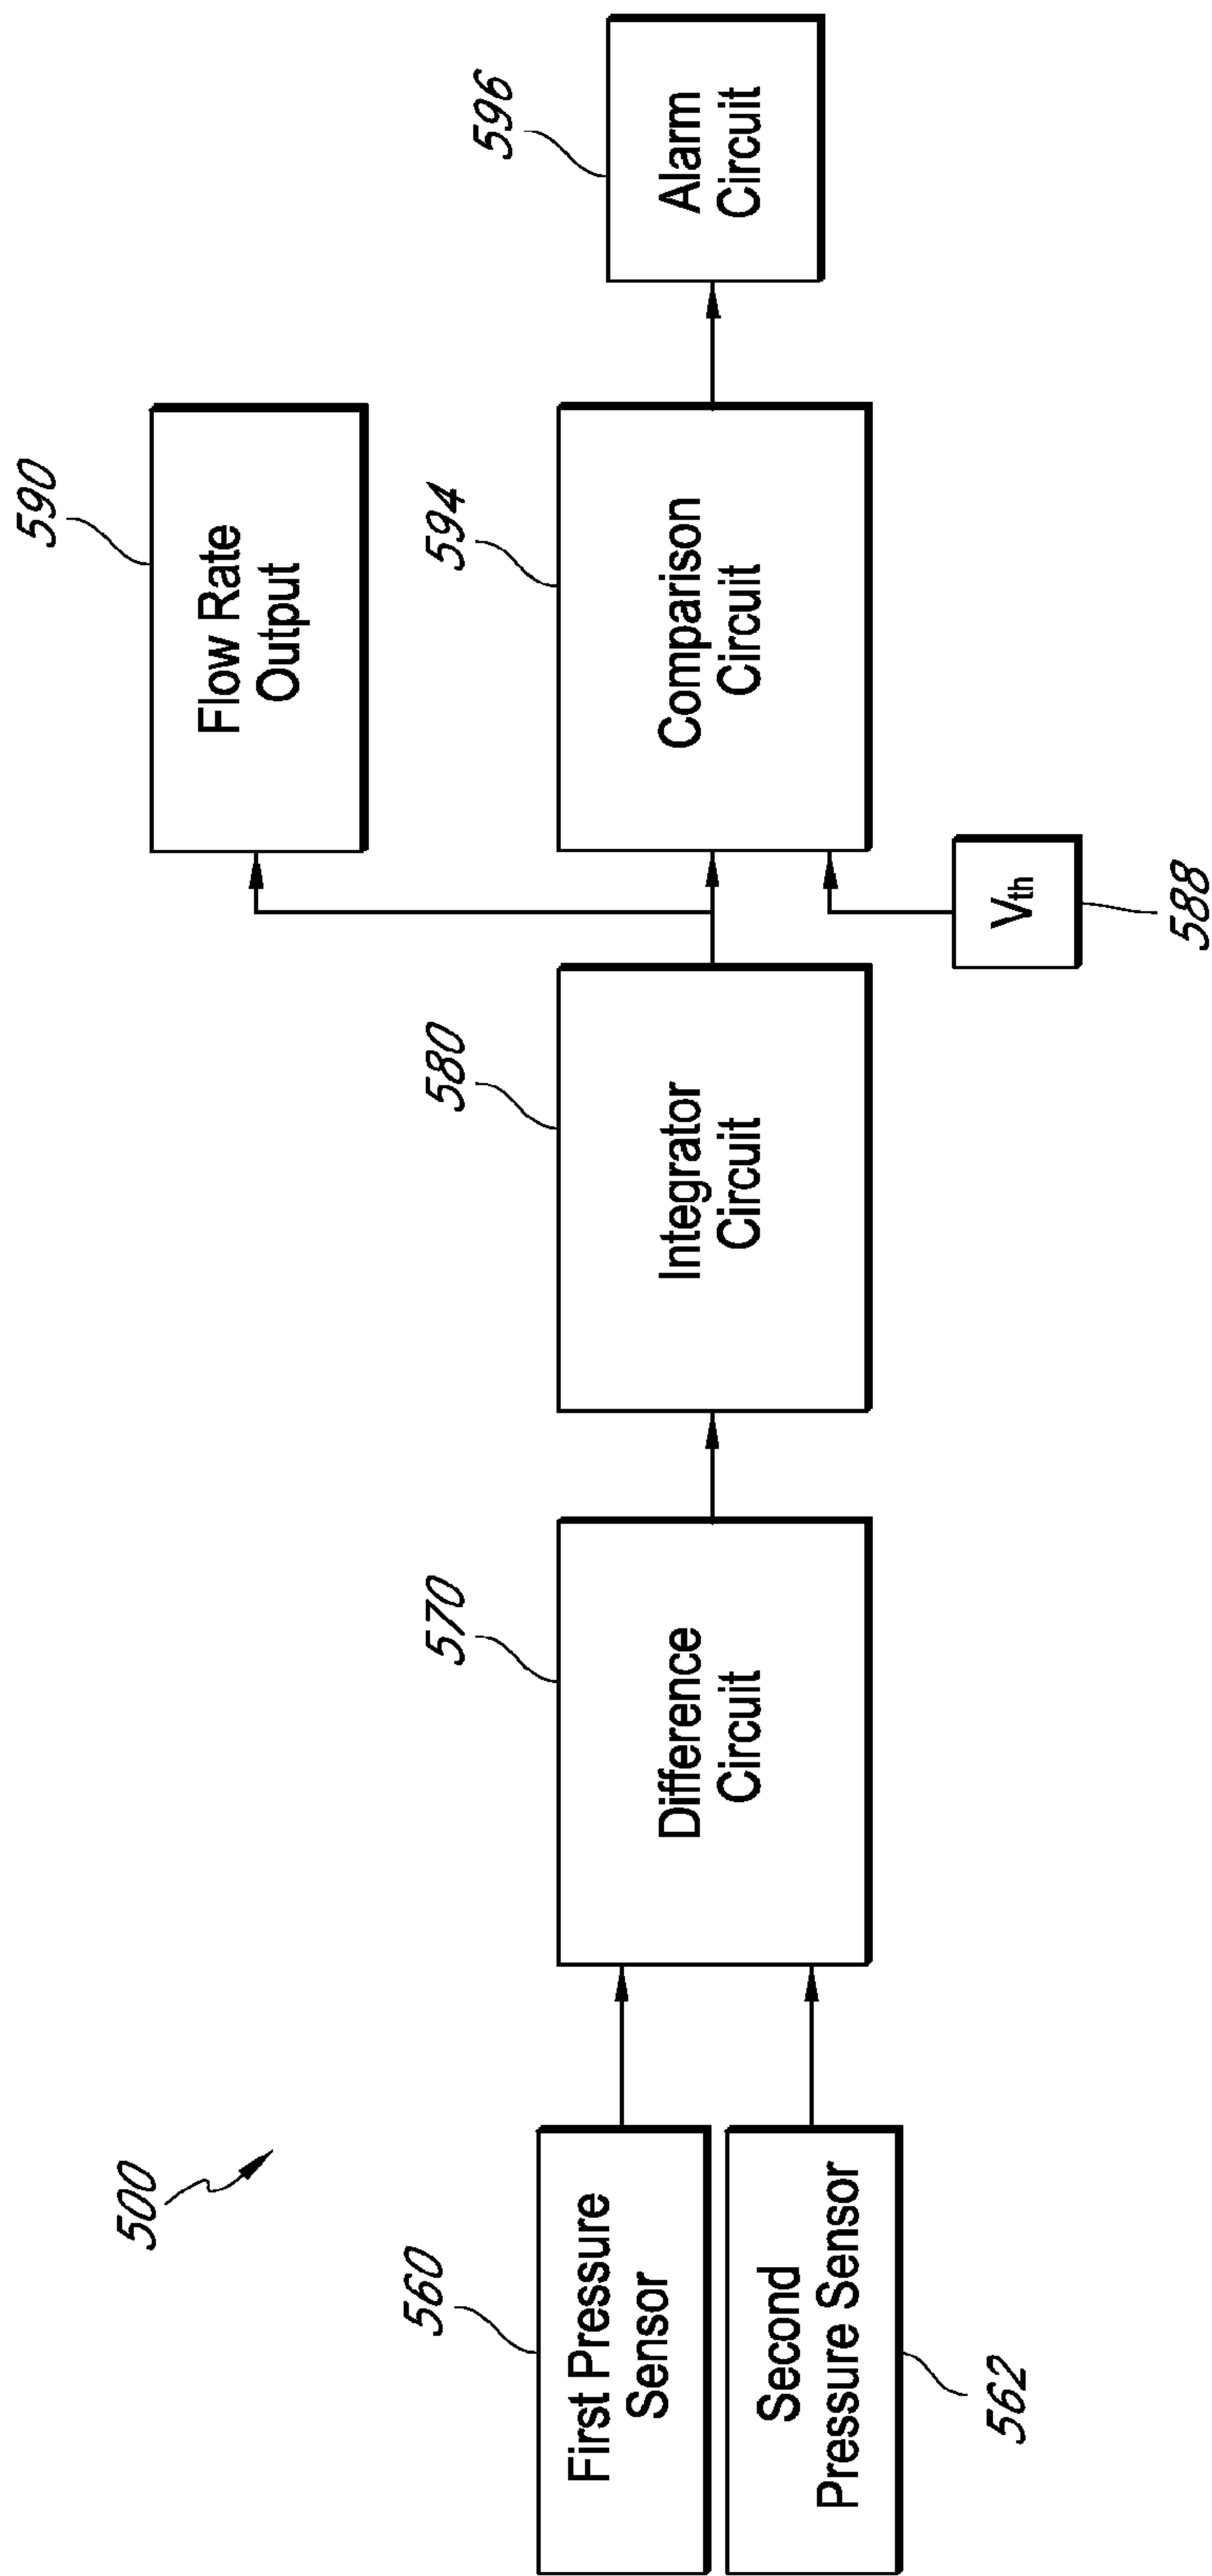 500
560
First Pressure
Sensor
Second
Pressure Sensor
562
570
Difference
Circuit
580
Integrator
Circuit
590
Flow Rate
Output
594
Comparison
Circuit
Vth
588
596
Alarm
Circuit